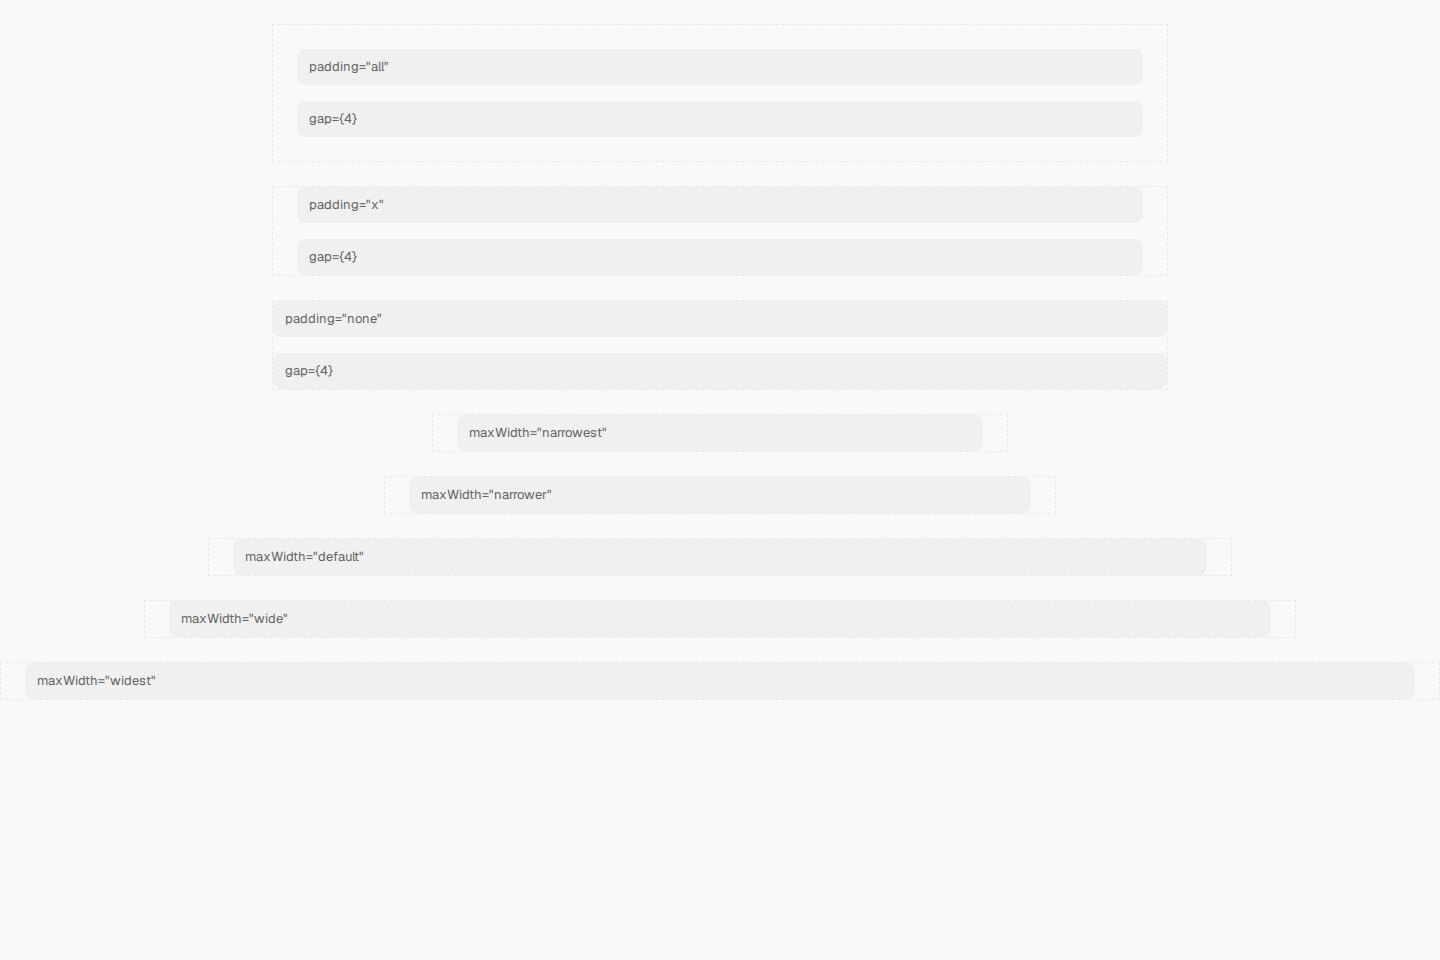 padding="all"
gap={4}
padding="x"
gap={4}
padding="none"
gap={4}
maxWidth="narrowest"
maxWidth="narrower"
maxWidth="default"
maxWidth="wide"
maxWidth="widest"